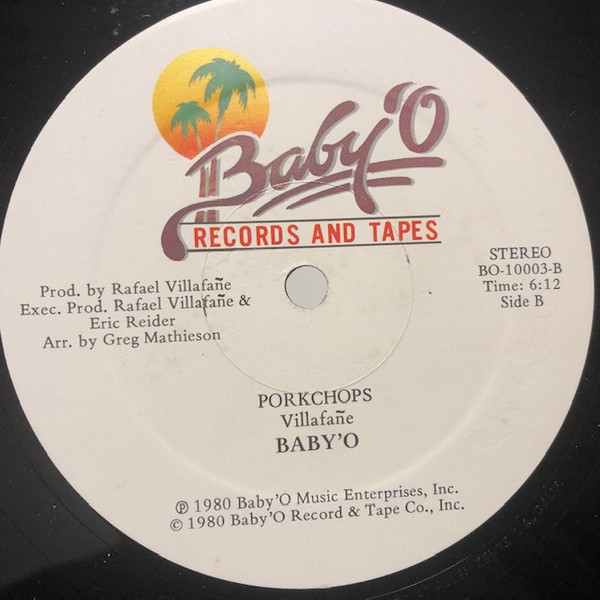 Baby'O
RECORDS AND TAPES
STEREO
BO-10003-B
Time: 6:12
Side B
Prod. by Rafael Villafañe
Exec. Prod. Rafael Villafañe &
Eric Reider
Arr. by Greg Mathieson
PORKCHOPS
Villafañe
BABY'O
℗ 1980 Baby'O Music Enterprises, Inc.
© 1980 Baby'O Record & Tape Co., Inc.